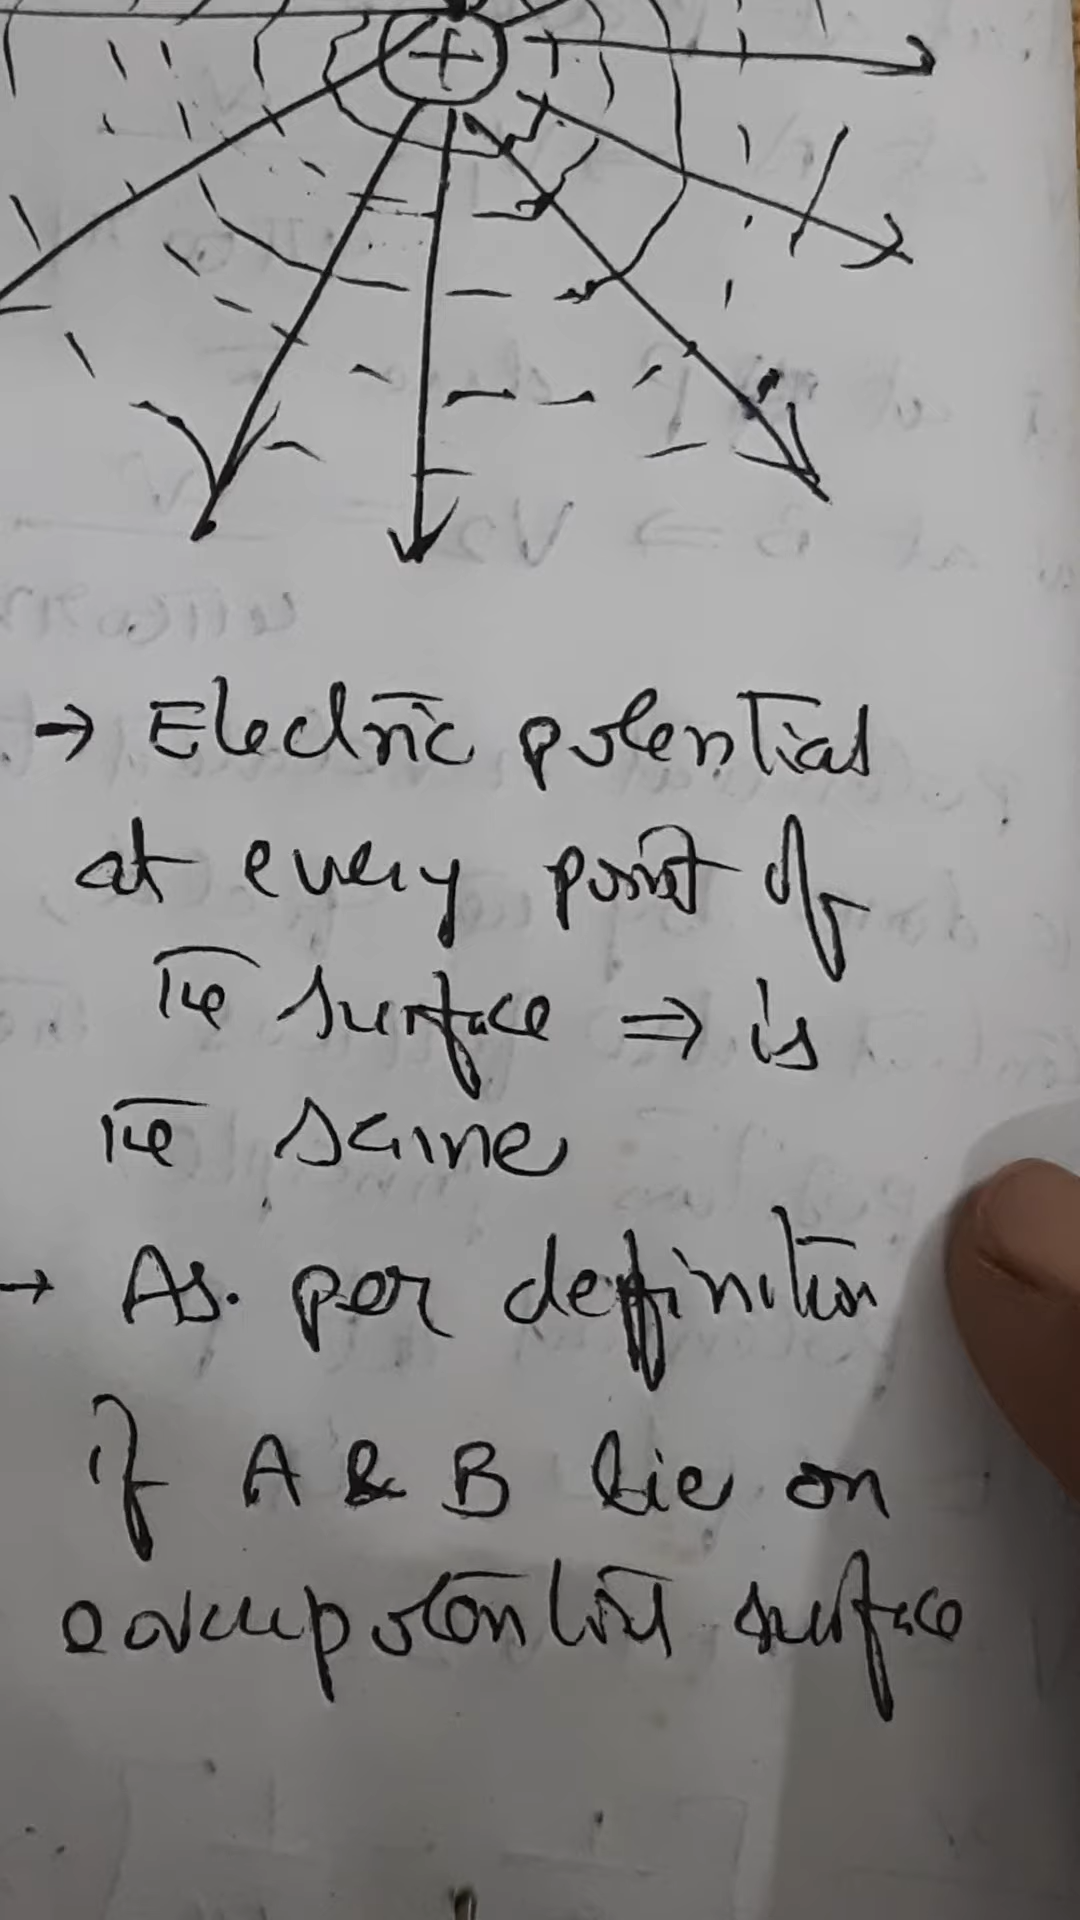 +
→ Electric potential
at every point of
the surface ⇒ is
the same
→ As. per definition
if A & B lie on
equipotential surface